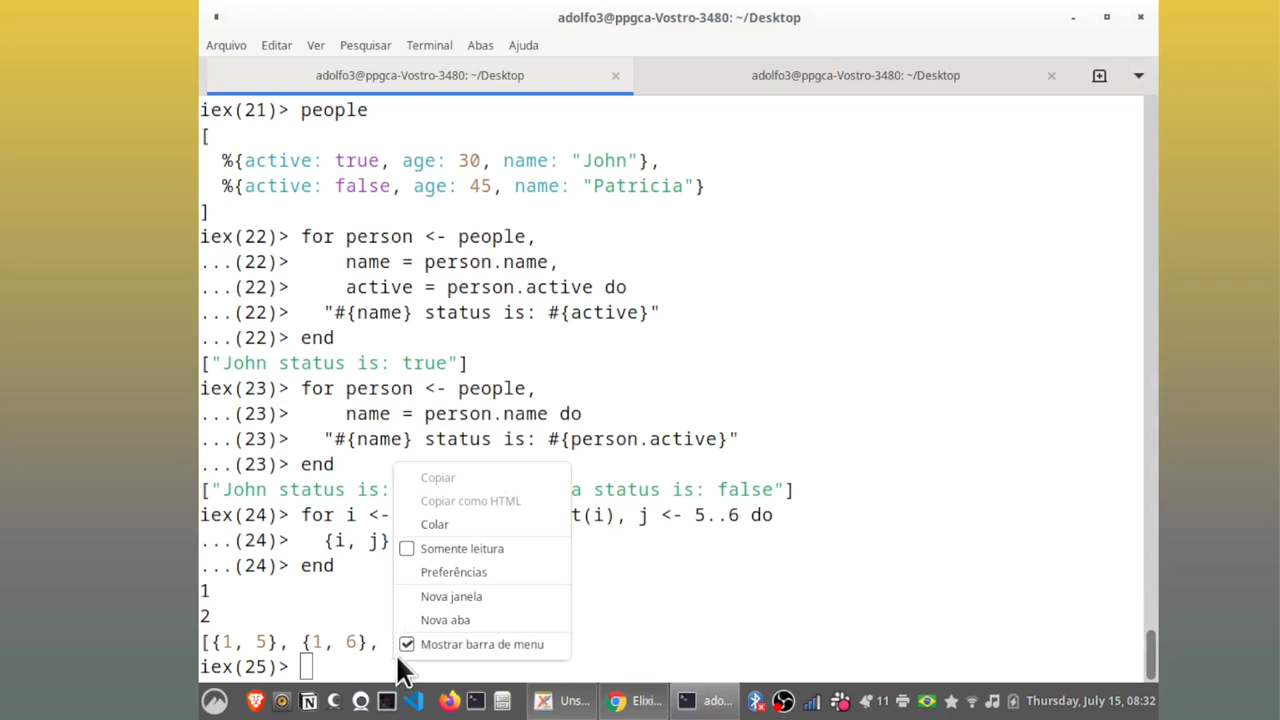 adolfo3@ppgca-Vostro-3480: ~/Desktop
Arquivo Editar Ver Pesquisar Terminal Abas Ajuda
adolfo3@ppgca-Vostro-3480: ~/Desktop adolfo3@ppgca-Vostro-3480: ~/Desktop
iex(21)> people
[
%{active: true, age: 30, name: "John"},
%{active: false, age: 45, name: "Patricia"}
]
iex(22)> for person <- people,
...(22)> name = person.name,
...(22)> active = person.active do
...(22)> "#{name} status is: #{active}"
...(22)> end
["John status is: true"]
iex(23)> for person <- people,
...(23)> name = person.name do
...(23)> "#{name} status is: #{person.active}"
...(23)> end
["John status is: a status is: false"]
iex(24)> for i <- t(i), j <- 5..6 do
...(24)> {i, j}
...(24)> end
1
2
[{1, 5}, {1, 6},
iex(25)>
Copiar
Copiar como HTML
Colar
Somente leitura
Preferências
Nova janela
Nova aba
Mostrar barra de menu
Uns... Elixi... ado... 11 Thursday, July 15, 08:32